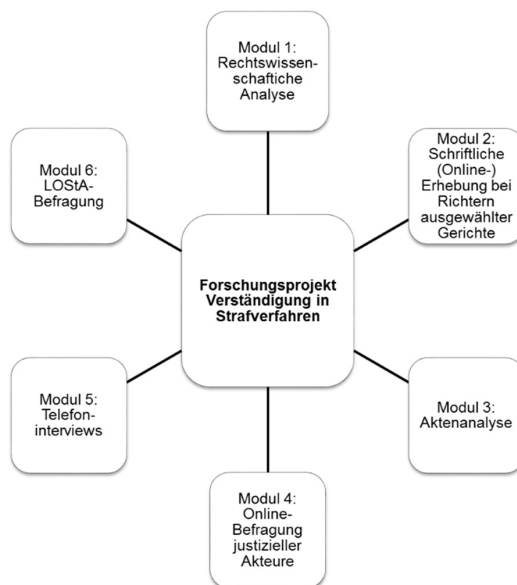 Modul 1:
Rechtswissen-
schaftiche
Analyse
Modul 2:
Schriftliche
(Online-)
Erhebung bei
Richtern
ausgewählter
Gerichte
Modul 3:
Aktenanalyse
Modul 4:
Online-
Befragung
justizieller
Akteure
Modul 5:
Telefon-
interviews
Modul 6:
LOStA-
Befragung
Forschungsprojekt
Verständigung in
Strafverfahren